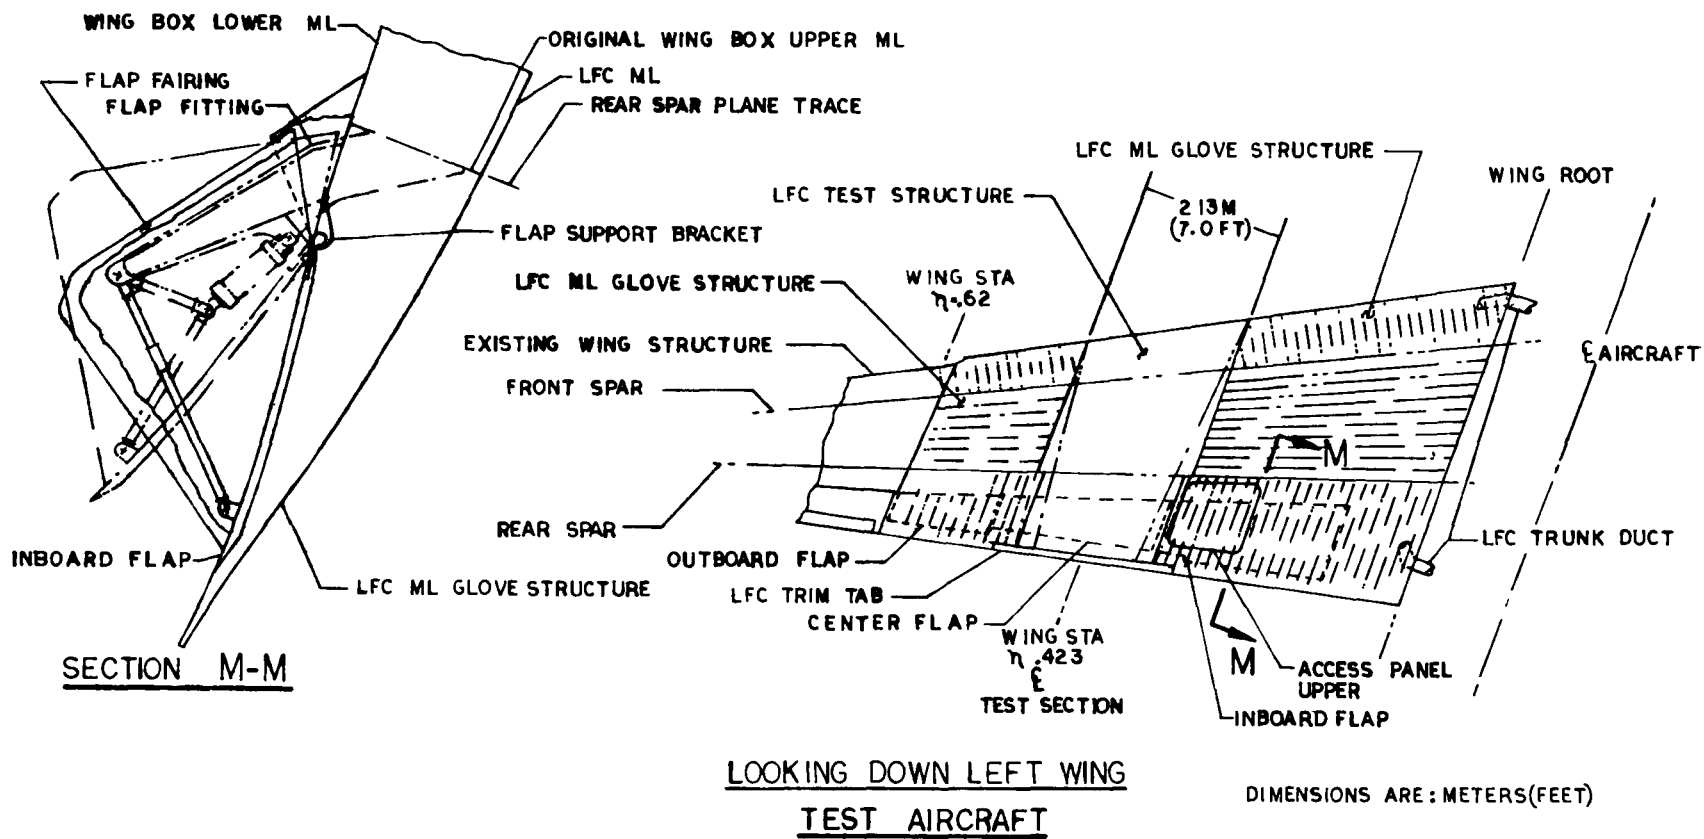 WING BOX LOWER ML
ORIGINAL WING BOX UPPER ML
FLAP FAIRING
LFC ML
FLAP FITTING
REAR SPAR PLANE TRACE
FLAP SUPPORT BRACKET
INBOARD FLAP
LFC ML GLOVE STRUCTURE
SECTION M-M
LFC ML GLOVE STRUCTURE
WING ROOT
LFC TEST STRUCTURE
2 13M
(7.0 FT)
LFC ML GLOVE STRUCTURE
WING STA
η=.62
EXISTING WING STRUCTURE
℄ AIRCRAFT
FRONT SPAR
M
REAR SPAR
OUTBOARD FLAP
LFC TRUNK DUCT
LFC TRIM TAB
CENTER FLAP
WING STA
η .423
℄
TEST SECTION
M
ACCESS PANEL
UPPER
INBOARD FLAP
LOOKING DOWN LEFT WING
TEST AIRCRAFT
DIMENSIONS ARE: METERS(FEET)